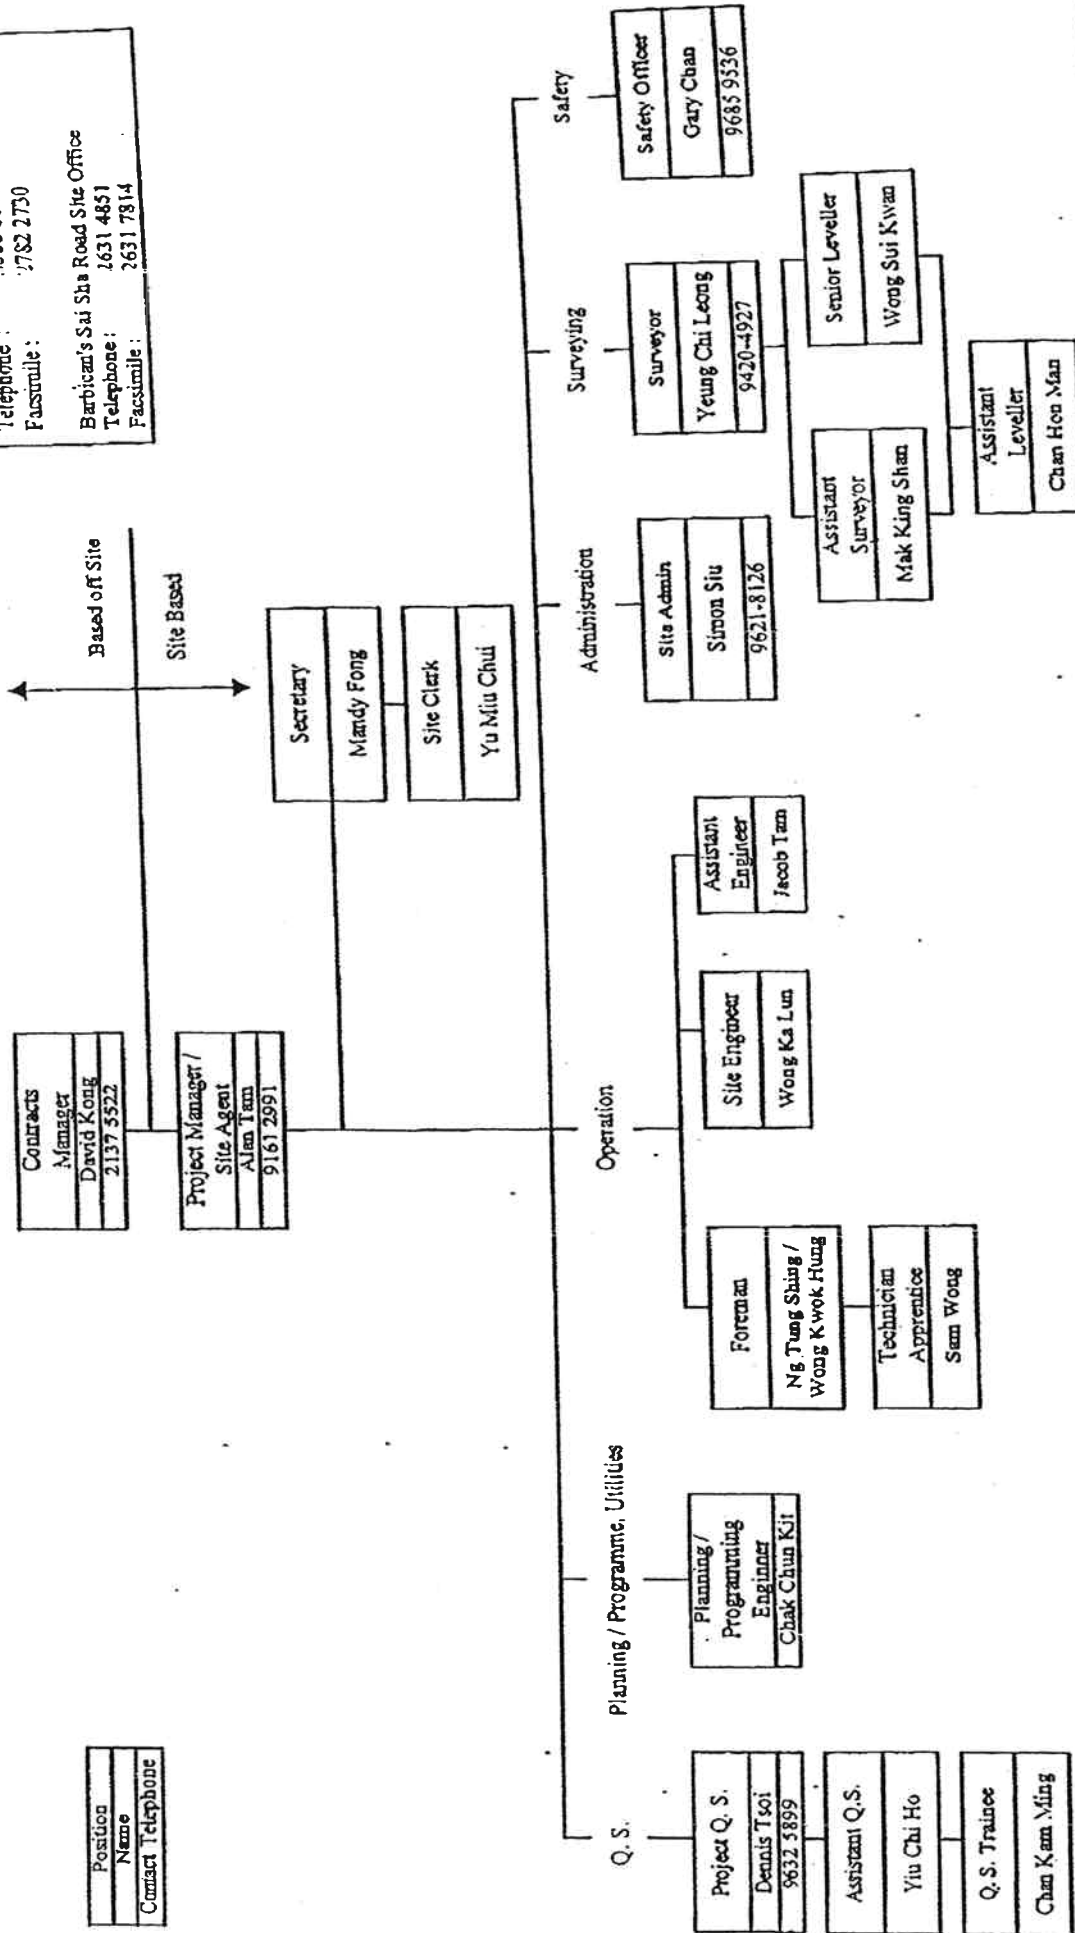 Position
Name
Contact Telephone
Telephone :
Facsimile : 2782 2730
Barbican's Sai Sha Road Site Office
Telephone : 2631 4851
Facsimile : 2631 7814
Contracts
Manager
David Kong
2137 5522
Based off Site
Site Based
Project Manager /
Site Agent
Alan Tam
9161 2991
Secretary
Mandy Fong
Site Clerk
Yu Miu Chui
Q. S.
Planning / Programme, Utilities
Operation
Administration
Surveying
Safety
Project Q. S.
Dennis Tsoi
9632 5899
Assistant Q.S.
Yiu Chi Ho
Q. S. Trainee
Chan Kam Ming
Planning /
Programming
Enginner
Chak Chun Kit
Foreman
Ng Tung Shing /
Wong Kwok Hung
Technician
Apprentice
Sam Wong
Site Engineer
Wong Ka Lun
Assistant
Engineer
Jacob Tam
Site Admin
Simon Siu
9621-8126
Surveyor
Yeung Chi Leong
9420-4927
Assistant
Surveyor
Mak King Shan
Senior Leveller
Wong Sui Kwan
Assistant
Leveller
Chan Hon Man
Safety Officer
Gary Chan
9685 9536